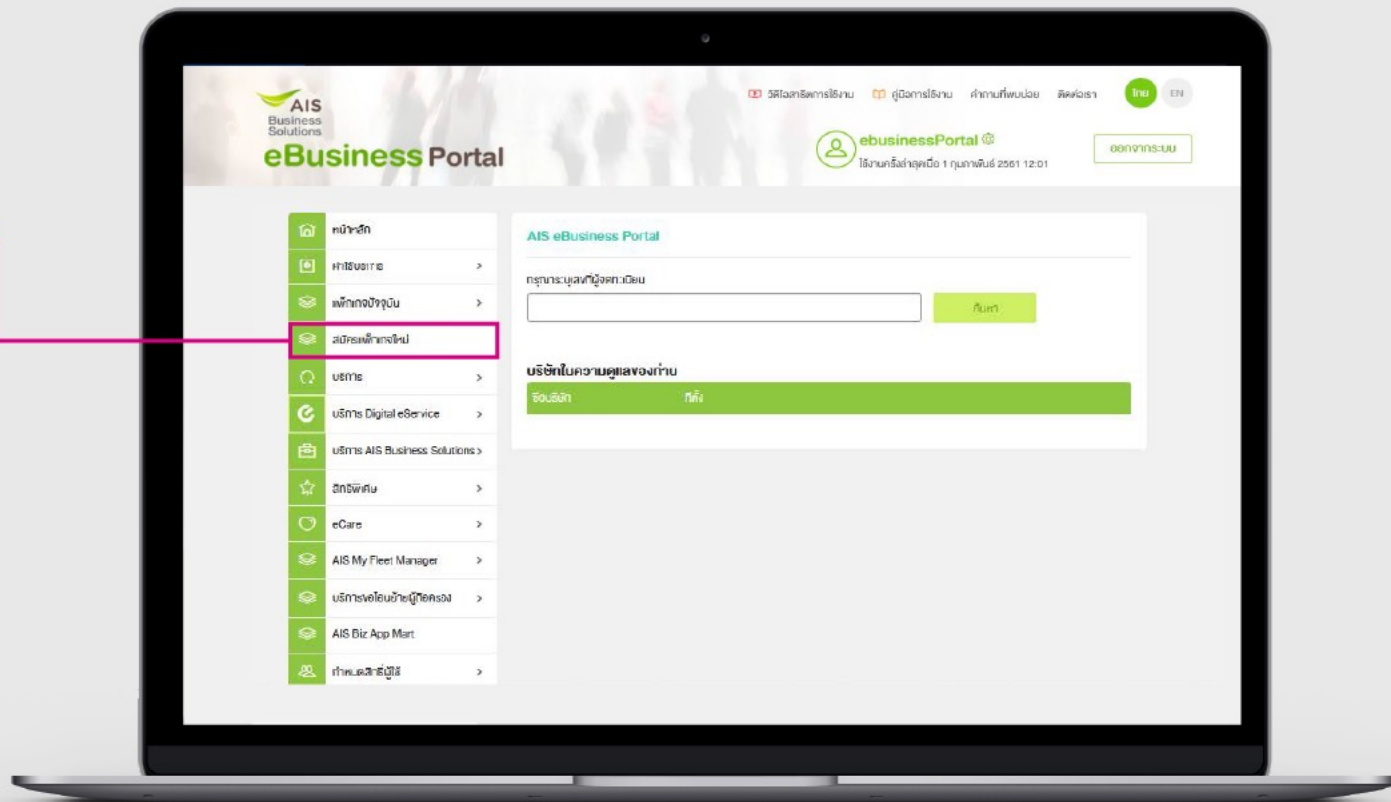 AIS
Business
Solutions
eBusiness Portal
วิดีโอสาธิตการใช้งาน คู่มือการใช้งาน คำถามที่พบบ่อย ติดต่อเรา ไทย EN
ebusinessPortal
ใช้งานครั้งล่าสุดเมื่อ 1 กุมภาพันธ์ 2561 12:01
ออกจากระบบ
หน้าหลัก
ค่าใช้บริการ
แพ็กเกจปัจจุบัน
สมัครแพ็กเกจใหม่
บริการ
บริการ Digital eService
บริการ AIS Business Solutions
สิทธิพิเศษ
eCare
AIS My Fleet Manager
บริการขอโอนย้ายผู้ถือครอง
AIS Biz App Mart
กำหนดสิทธิ์ผู้ใช้
AIS eBusiness Portal
กรุณาระบุเลขที่ผู้จดทะเบียน
ค้นหา
บริษัทในความดูแลของท่าน
ชื่อบริษัท ที่ตั้ง